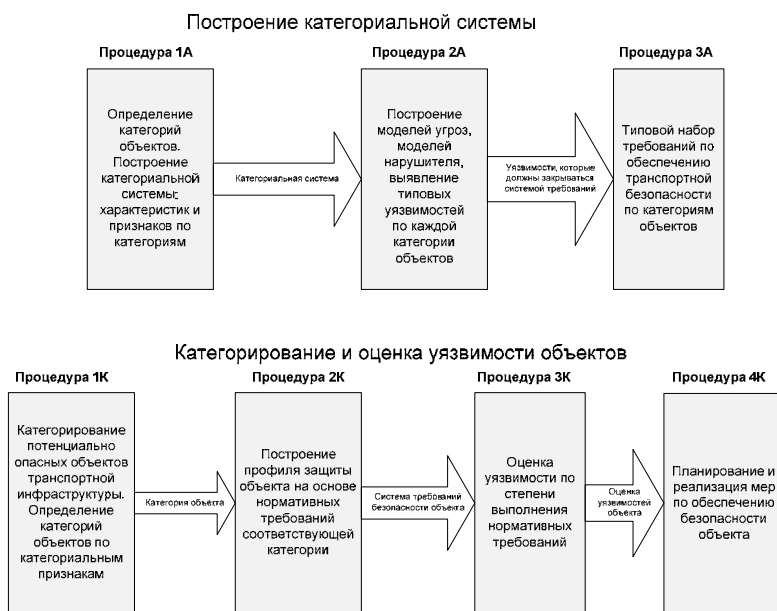 Построение категориальной системы
Процедура 1А
Процедура 2А
Процедура 3А
Определение
категорий
объектов.
Построение
категориальной
системы;
характеристик и
признаков по
категориям
Категориальная система
Построение
моделей угроз,
моделей
нарушителя,
выявление
типовых
уязвимостей
по каждой
категории
объектов
Уязвимости, которые
должны закрываться
системой требований
Типовой набор
требований по
обеспечению
транспортной
безопасности
по категориям
объектов
Категорирование и оценка уязвимости объектов
Процедура 1К
Процедура 2К
Процедура 3К
Процедура 4К
Категорирование
потенциально
опасных объектов
транспортной
инфраструктуры.
Определение
категорий
объектов по
категориальным
признакам
Категория объекта
Построение
профиля защиты
объекта на основе
нормативных
требований
соответствующей
категории
Система требований
безопасности объекта
Оценка
уязвимости по
степени
выполнения
нормативных
требований
Оценка
уязвимостей
объекта
Планирование и
реализация мер
по обеспечению
безопасности
объекта